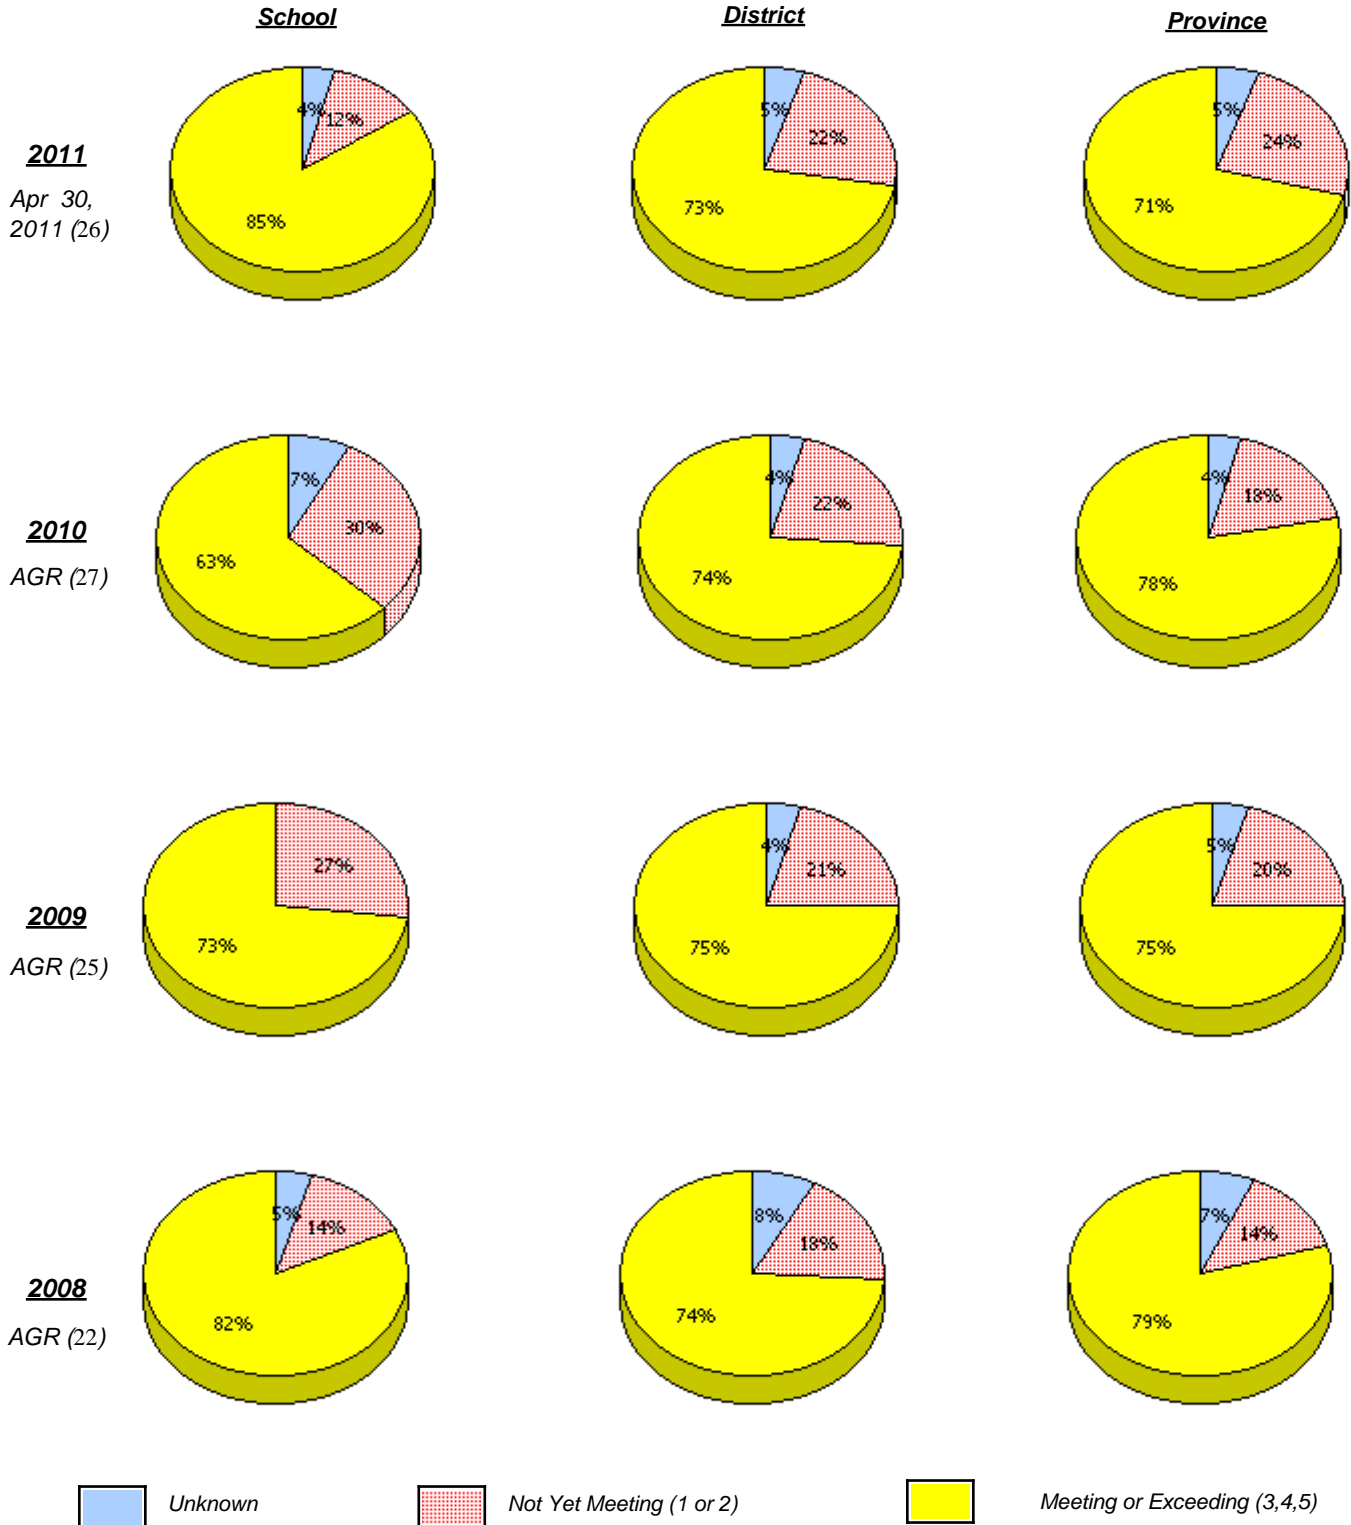 School District Province
4% 12% 85%
5% 22% 73%
5% 24% 71%
2011
Apr 30,
2011 (26)
7% 30% 63%
4% 22% 74%
4% 18% 78%
2010
AGR (27)
27% 73%
4% 21% 75%
5% 20% 75%
2009
AGR (25)
5% 14% 82%
8% 18% 74%
7% 14% 79%
2008
AGR (22)
Unknown Not Yet Meeting (1 or 2) Meeting or Exceeding (3,4,5)